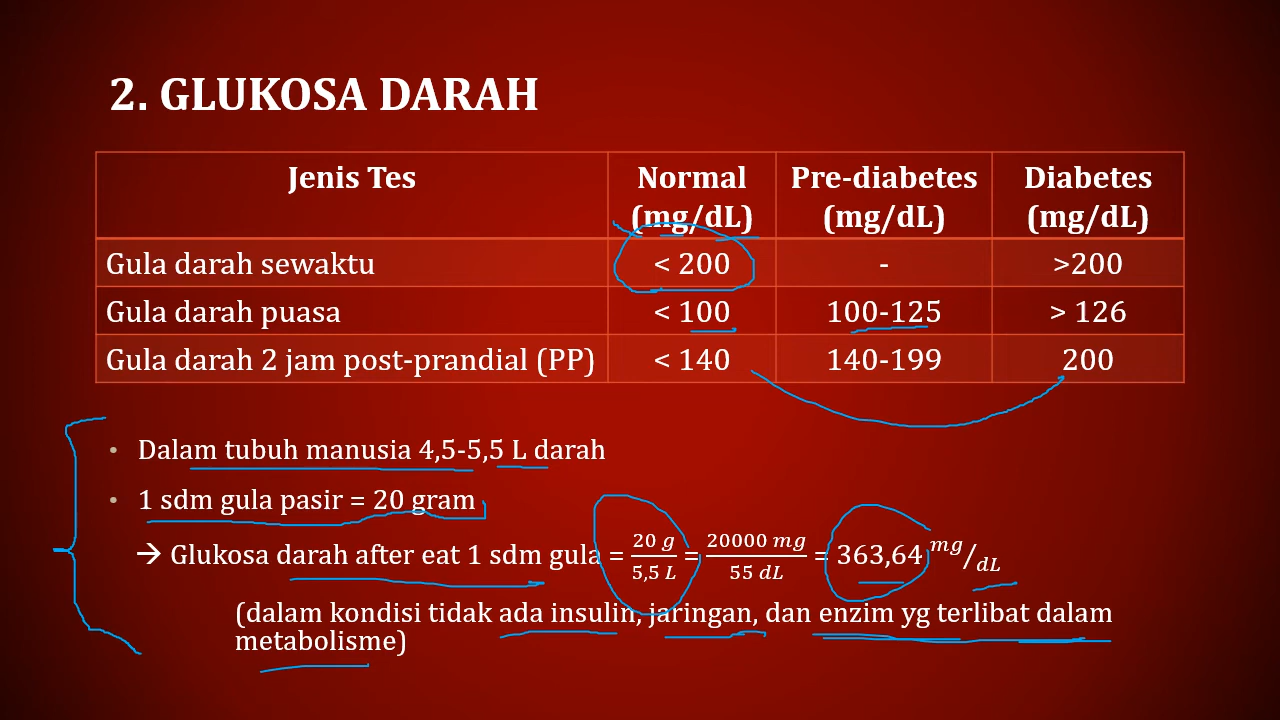 2. GLUKOSA DARAH
Jenis Tes Normal (mg/dL) Pre-diabetes (mg/dL) Diabetes (mg/dL)
Gula darah sewaktu < 200 - >200
Gula darah puasa < 100 100-125 > 126
Gula darah 2 jam post-prandial (PP) < 140 140-199 200
• Dalam tubuh manusia 4,5-5,5 L darah
• 1 sdm gula pasir = 20 gram
→ Glukosa darah after eat 1 sdm gula = 20 g / 5,5 L = 20000 mg / 55 dL = 363,64 mg/dL
(dalam kondisi tidak ada insulin, jaringan, dan enzim yg terlibat dalam
metabolisme)